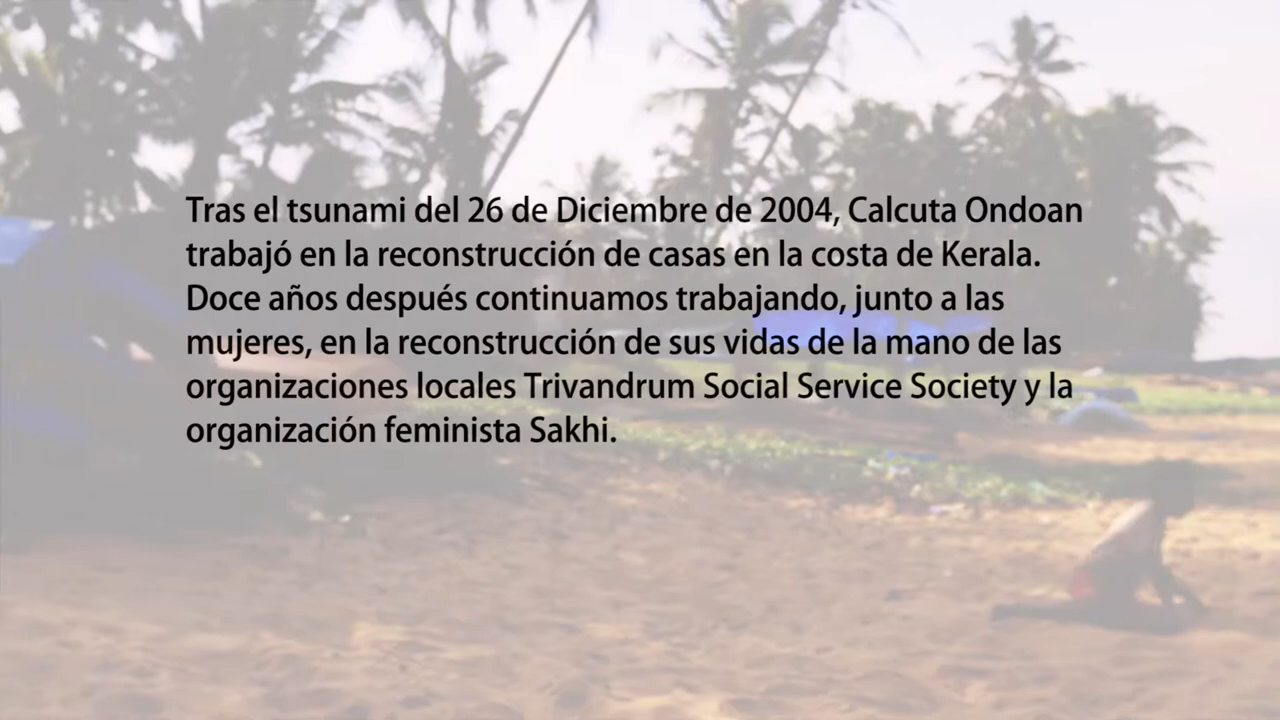 Tras el tsunami del 26 de Diciembre de 2004, Calcuta Ondoan
trabajó en la reconstrucción de casas en la costa de Kerala.
Doce años después continuamos trabajando, junto a las
mujeres, en la reconstrucción de sus vidas de la mano de las
organizaciones locales Trivandrum Social Service Society y la
organización feminista Sakhi.